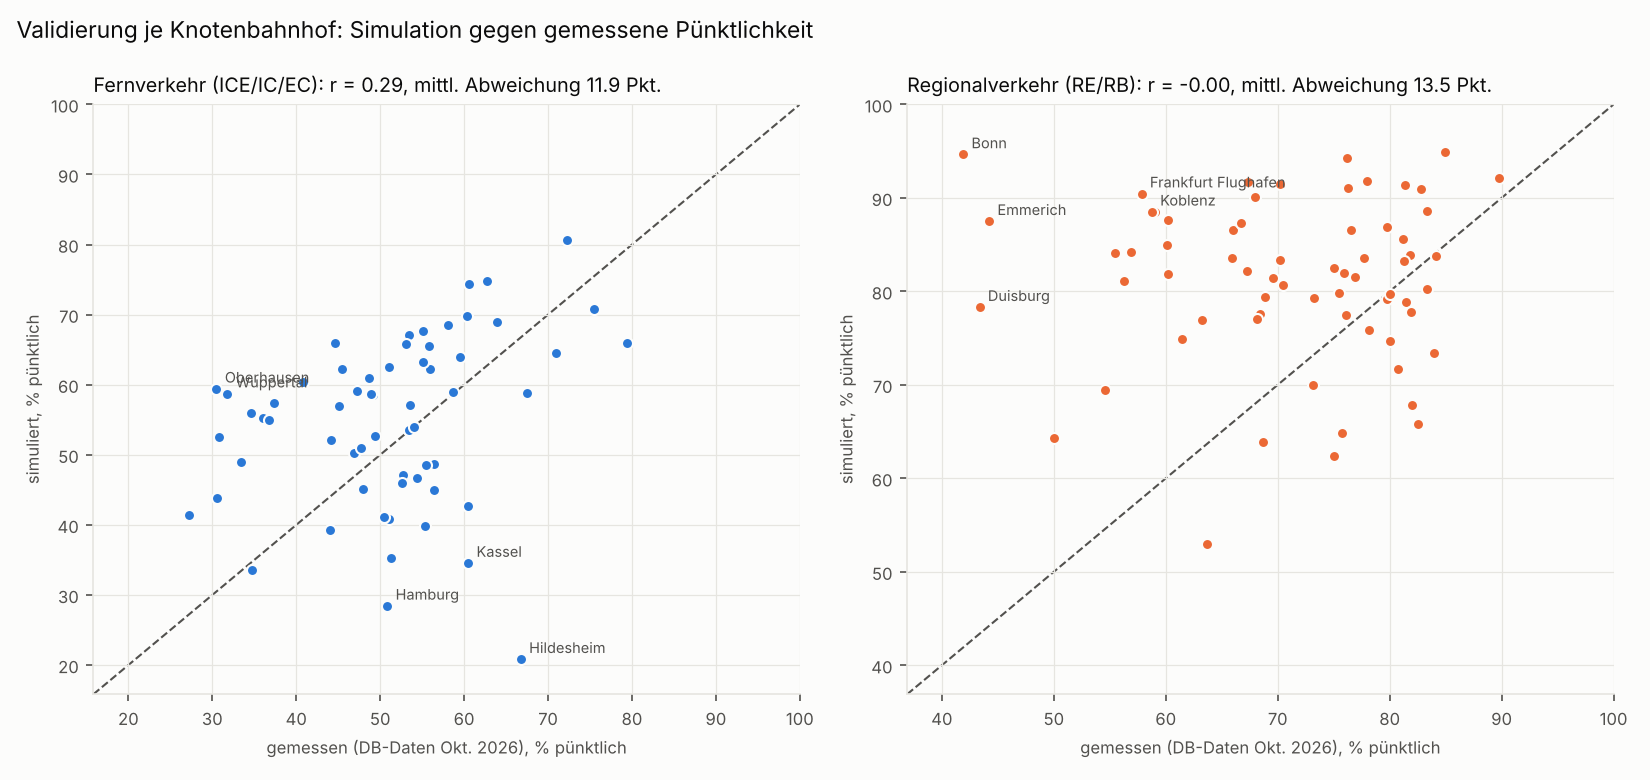 Validierung je Knotenbahnhof: Simulation gegen gemessene Pünktlichkeit
Fernverkehr (ICE/IC/EC): r = 0.29, mittl. Abweichung 11.9 Pkt.
100
90
80
70
60
50
40
30
20
simuliert, % pünktlich
Oberhausen
Wuppertal
Kassel
Hamburg
Hildesheim
20 30 40 50 60 70 80 90 100
gemessen (DB-Daten Okt. 2026), % pünktlich
Regionalverkehr (RE/RB): r = -0.00, mittl. Abweichung 13.5 Pkt.
100
90
80
70
60
50
40
simuliert, % pünktlich
Bonn
Frankfurt Flughafen
Koblenz
Emmerich
Duisburg
40 50 60 70 80 90 100
gemessen (DB-Daten Okt. 2026), % pünktlich